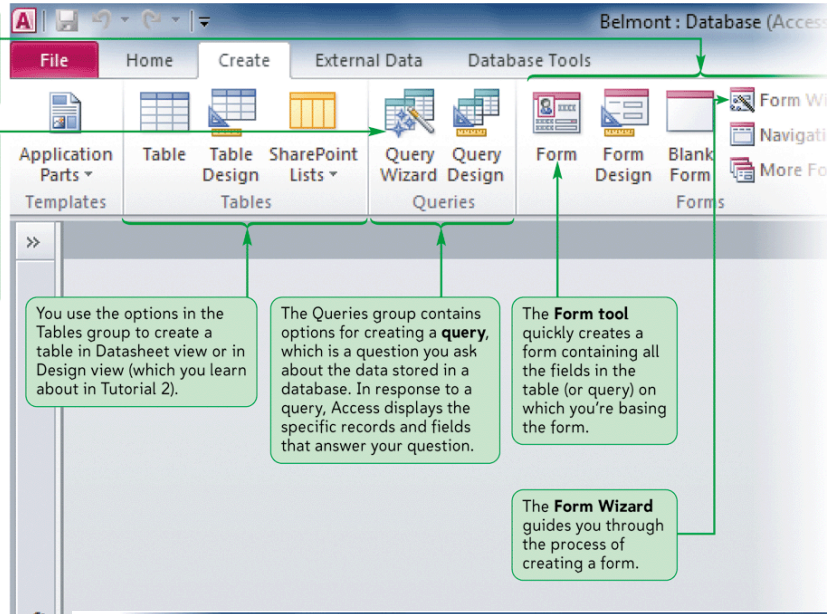 A
Belmont : Database (Access
File Home Create External Data Database Tools
Application Parts
Table
Table Design
SharePoint Lists
Query Wizard
Query Design
Form
Form Design
Blank Form
Form Wi
Navigati
More Fo
Templates Tables Queries Forms
»
You use the options in the
Tables group to create a
table in Datasheet view or in
Design view (which you learn
about in Tutorial 2).
The Queries group contains
options for creating a query,
which is a question you ask
about the data stored in a
database. In response to a
query, Access displays the
specific records and fields
that answer your question.
The Form tool
quickly creates a
form containing all
the fields in the
table (or query) on
which you're basing
the form.
The Form Wizard
guides you through
the process of
creating a form.